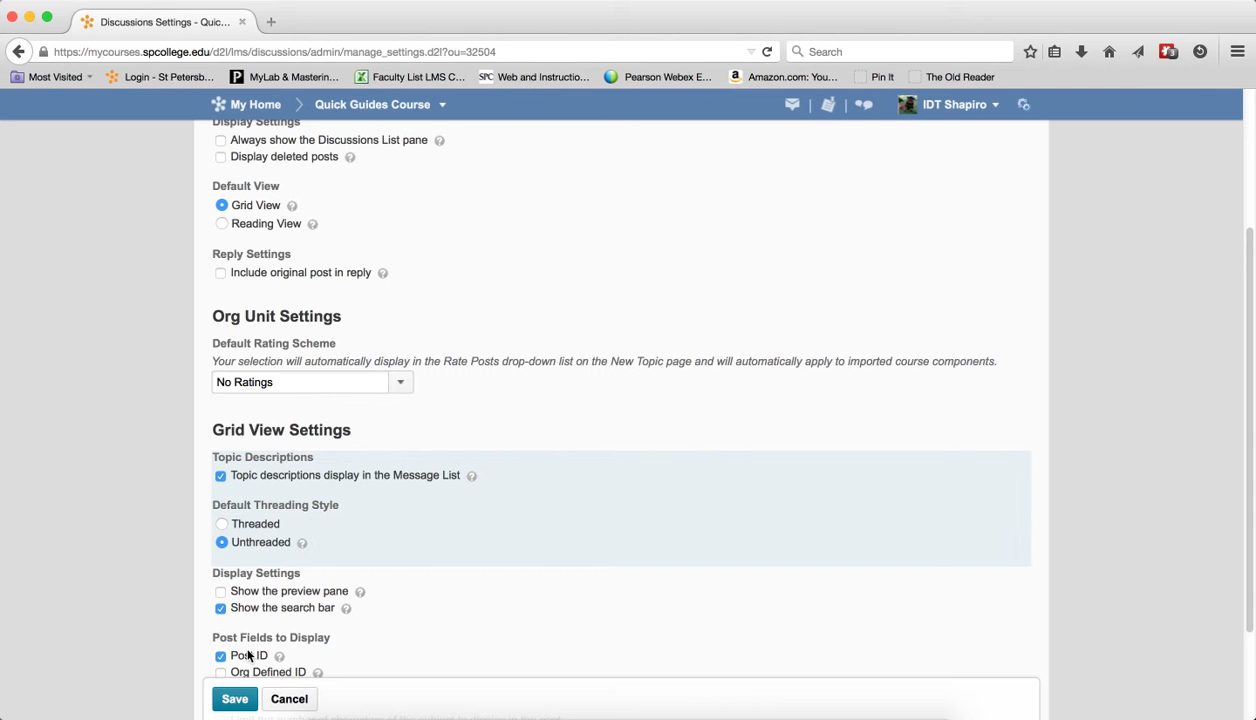 Discussions Settings - Quic...
https://mycourses.spcollege.edu/d2l/lms/discussions/admin/manage_settings.d2l?ou=32504
Search
Most Visited
Login - St Petersb...
MyLab & Mastering...
Faculty List LMS C...
SPC Web and Instructio...
Pearson Webex E...
Amazon.com: You...
Pin It
The Old Reader
My Home
Quick Guides Course
IDT Shapiro
Display Settings
Always show the Discussions List pane
Display deleted posts
Default View
Grid View
Reading View
Reply Settings
Include original post in reply
Org Unit Settings
Default Rating Scheme
Your selection will automatically display in the Rate Posts drop-down list on the New Topic page and will automatically apply to imported course components.
No Ratings
Grid View Settings
Topic Descriptions
Topic descriptions display in the Message List
Default Threading Style
Threaded
Unthreaded
Display Settings
Show the preview pane
Show the search bar
Post Fields to Display
Post ID
Org Defined ID
Save
Cancel